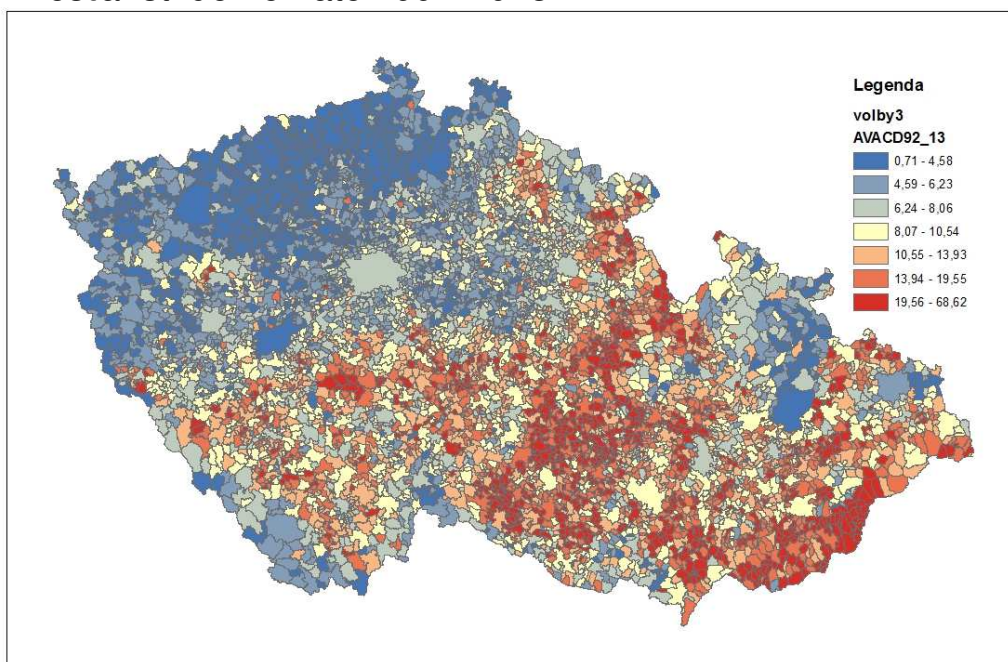 Legenda
volby3
AVACD92_13
0,71 - 4,58
4,59 - 6,23
6,24 - 8,06
8,07 - 10,54
10,55 - 13,93
13,94 - 19,55
19,56 - 68,62